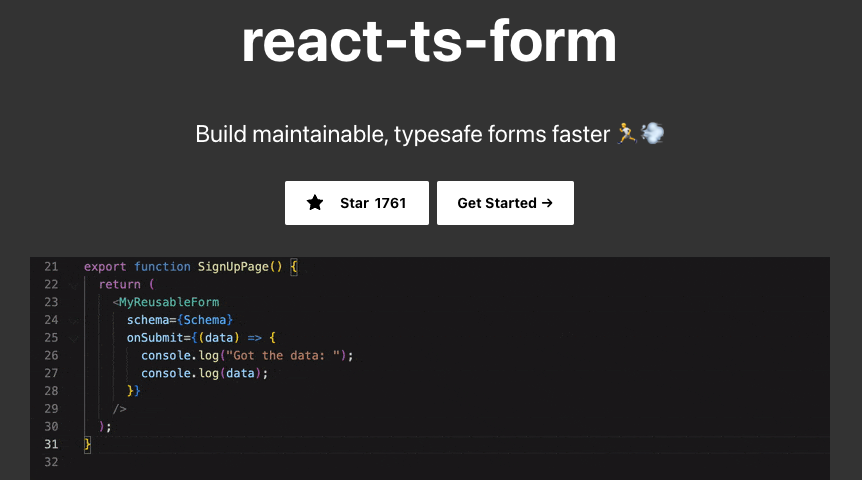 react-ts-form
Build maintainable, typesafe forms faster 🏃💨
★ Star 1761
Get Started →
21 export function SignUpPage() {
22   return (
23     <MyReusableForm
24       schema={Schema}
25       onSubmit={(data) => {
26         console.log("Got the data: ");
27         console.log(data);
28       }}
29     />
30   );
31 }
32